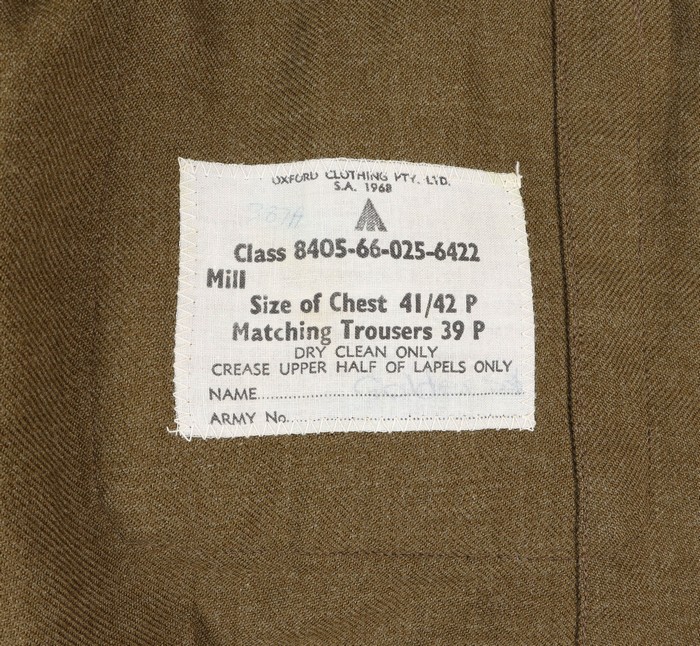 OXFORD CLOTHING PTY. LTD.
S.A. 1968
Class 8405-66-025-6422
Mill
Size of Chest 41/42 P
Matching Trousers 39 P
DRY CLEAN ONLY
CREASE UPPER HALF OF LAPELS ONLY
NAME
ARMY No.